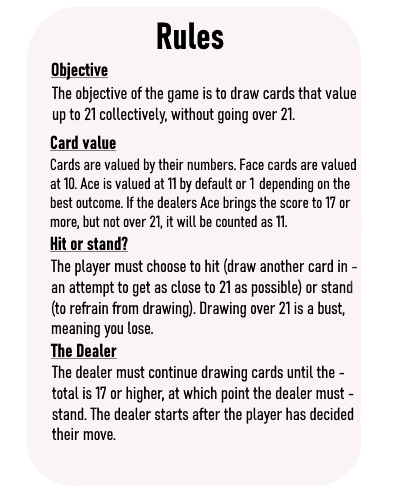 Rules
Objective
The objective of the game is to draw cards that value
up to 21 collectively, without going over 21.
Card value
Cards are valued by their numbers. Face cards are valued
at 10. Ace is valued at 11 by default or 1 depending on the
best outcome. If the dealers Ace brings the score to 17 or
more, but not over 21, it will be counted as 11.
Hit or stand?
The player must choose to hit (draw another card in -
an attempt to get as close to 21 as possible) or stand
(to refrain from drawing). Drawing over 21 is a bust,
meaning you lose.
The Dealer
The dealer must continue drawing cards until the -
total is 17 or higher, at which point the dealer must -
stand. The dealer starts after the player has decided
their move.